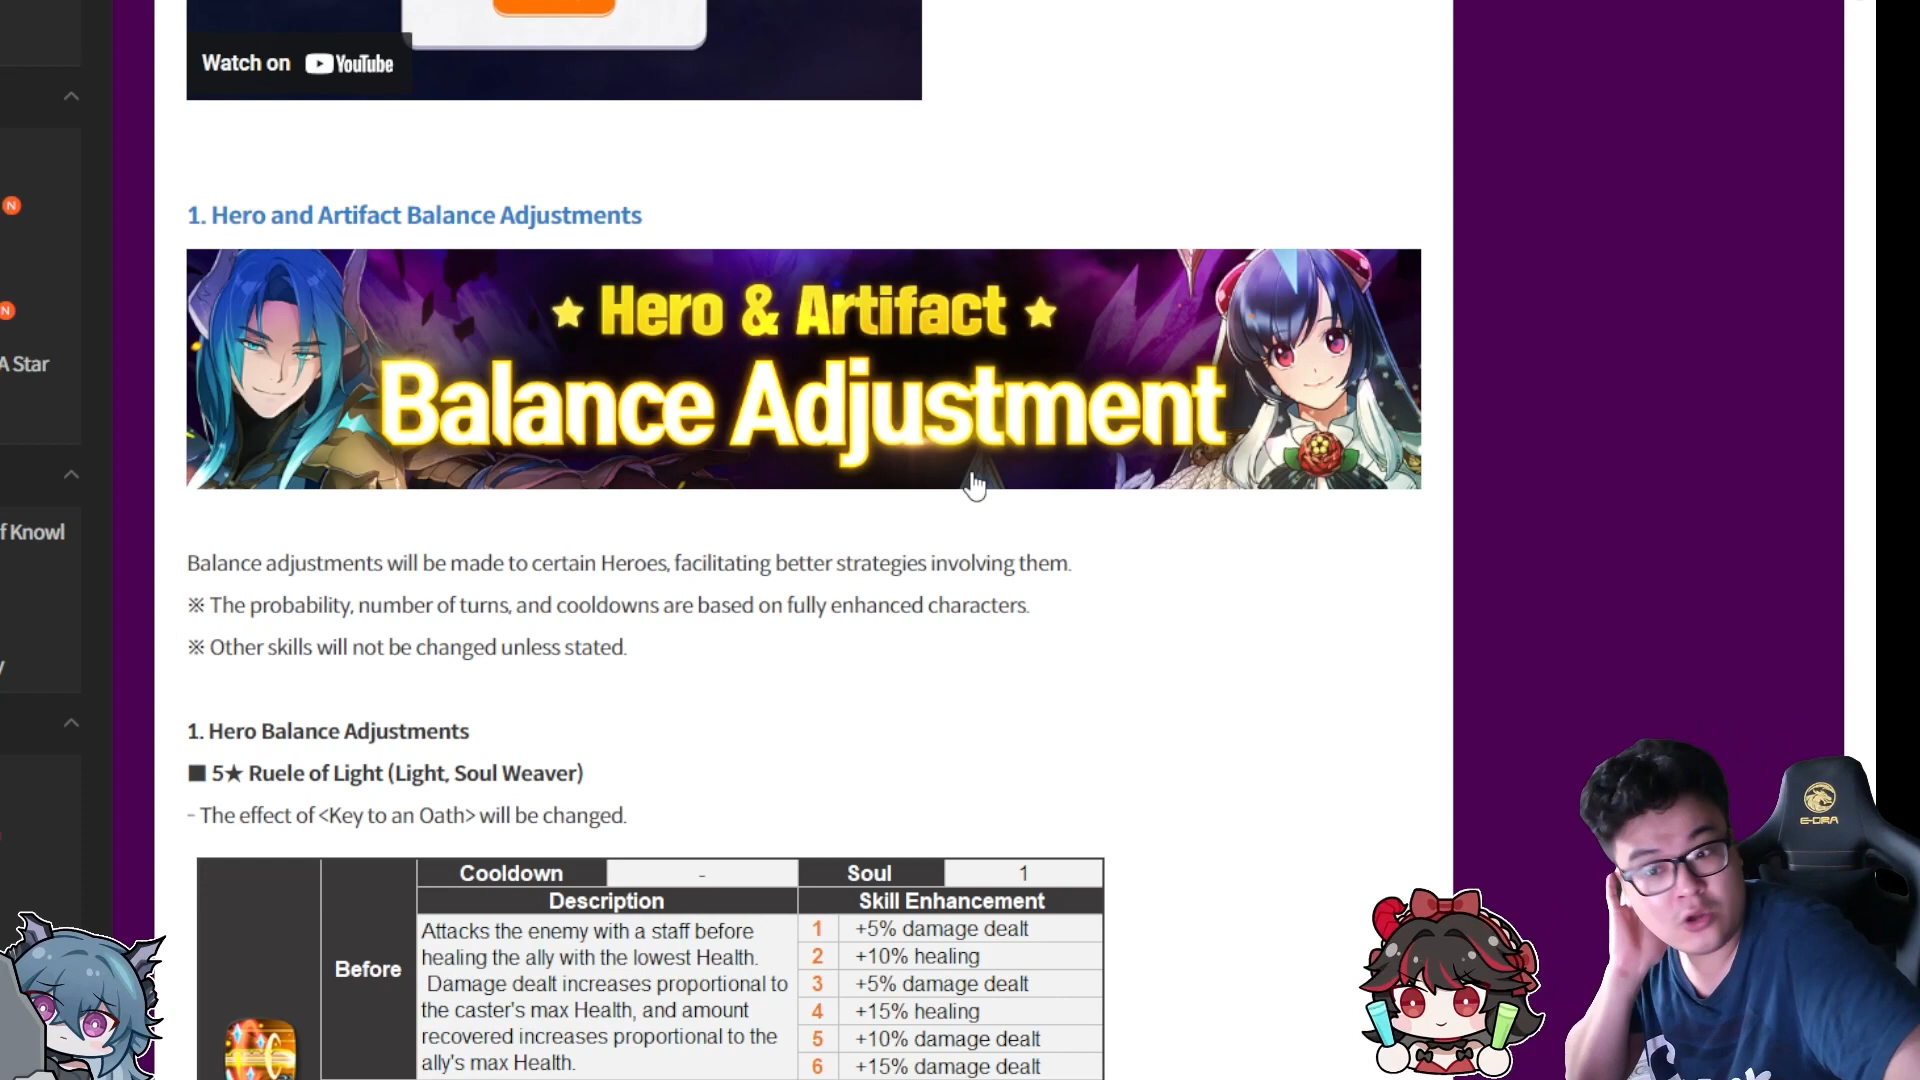 Watch on YouTube
N
N
A Star
f Knowl
y
1. Hero and Artifact Balance Adjustments
★ Hero & Artifact ★
Balance Adjustment
Balance adjustments will be made to certain Heroes, facilitating better strategies involving them.
※ The probability, number of turns, and cooldowns are based on fully enhanced characters.
※ Other skills will not be changed unless stated.
1. Hero Balance Adjustments
■ 5★ Ruele of Light (Light, Soul Weaver)
- The effect of <Key to an Oath> will be changed.
Cooldown - Soul 1
Description Skill Enhancement
Before
Attacks the enemy with a staff before
healing the ally with the lowest Health.
Damage dealt increases proportional to
the caster's max Health, and amount
recovered increases proportional to the
ally's max Health.
1 +5% damage dealt
2 +10% healing
3 +5% damage dealt
4 +15% healing
5 +10% damage dealt
6 +15% damage dealt
E-DRA